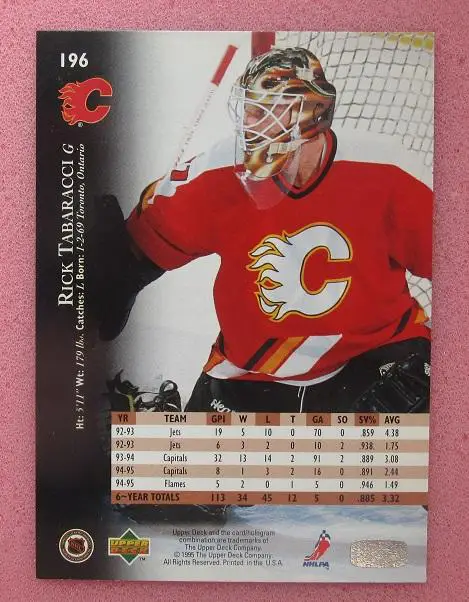 196
C
RICK TABARACCI G
Ht: 5'11" Wt: 179 lbs. Catches: L Born: 1-2-69 Toronto, Ontario
C
YR TEAM GPI W L T GA SO SV% AVG
92-93 Jets 19 5 10 0 70 0 .859 4.38
92-93 Jets 6 3 2 0 10 2 .938 1.75
93-94 Capitals 32 13 14 2 91 2 .889 3.08
94-95 Capitals 8 1 3 2 16 0 .891 2.44
94-95 Flames 5 2 0 1 5 0 .946 1.49
6-YEAR TOTALS 113 34 45 12 5 0 .885 3.32
Upper Deck and the card/hologram
combination are trademarks of
The Upper Deck Company.
© 1995 The Upper Deck Company.
All Rights Reserved. Printed in the U.S.A.
UPPER DECK
TM
NHLPA